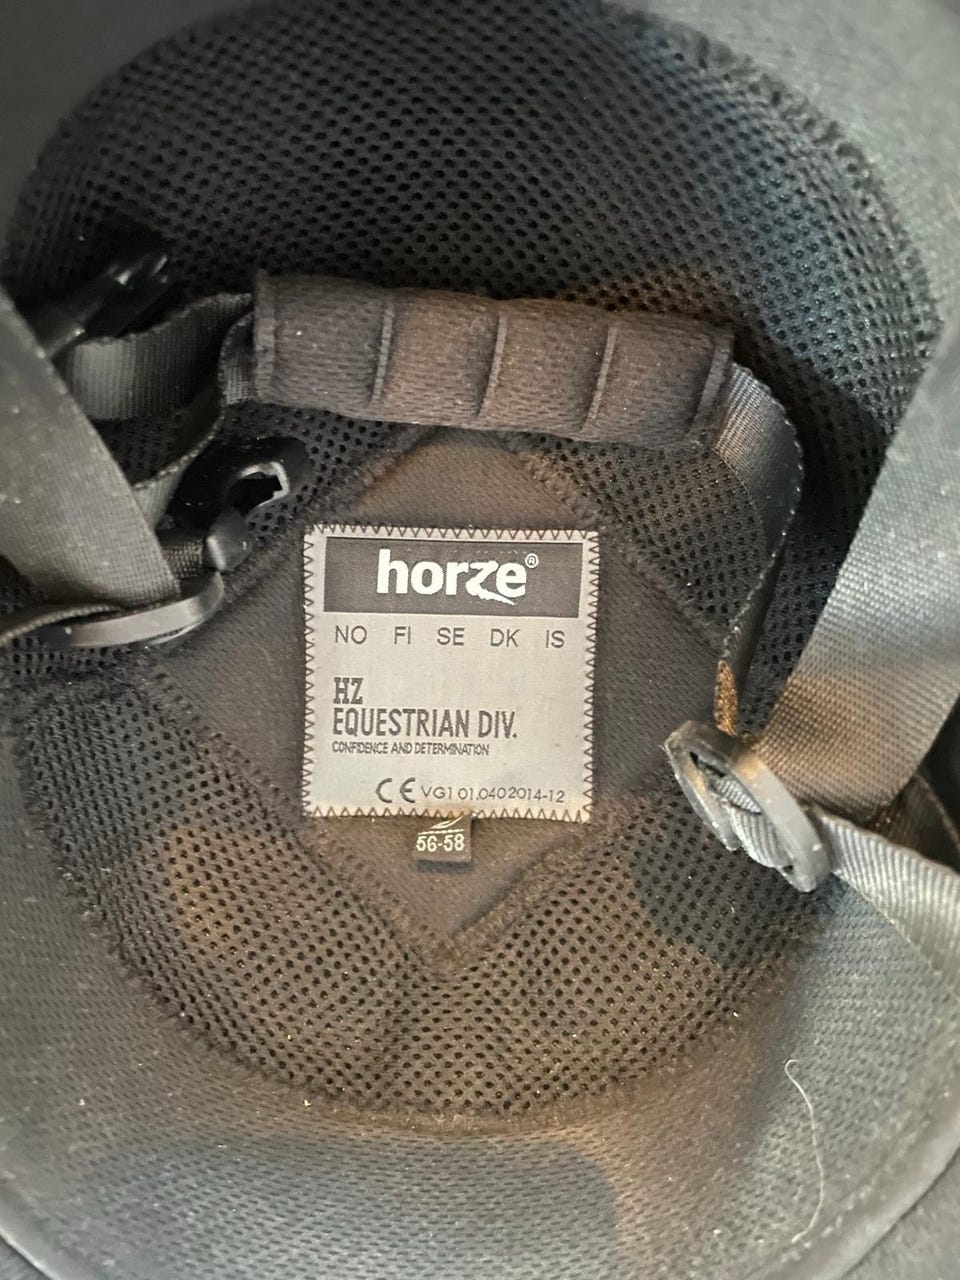 horze®
NO FI SE DK IS
HZ
EQUESTRIAN DIV.
CONFIDENCE AND DETERMINATION
CE VG1 01.040 2014-12
56-58